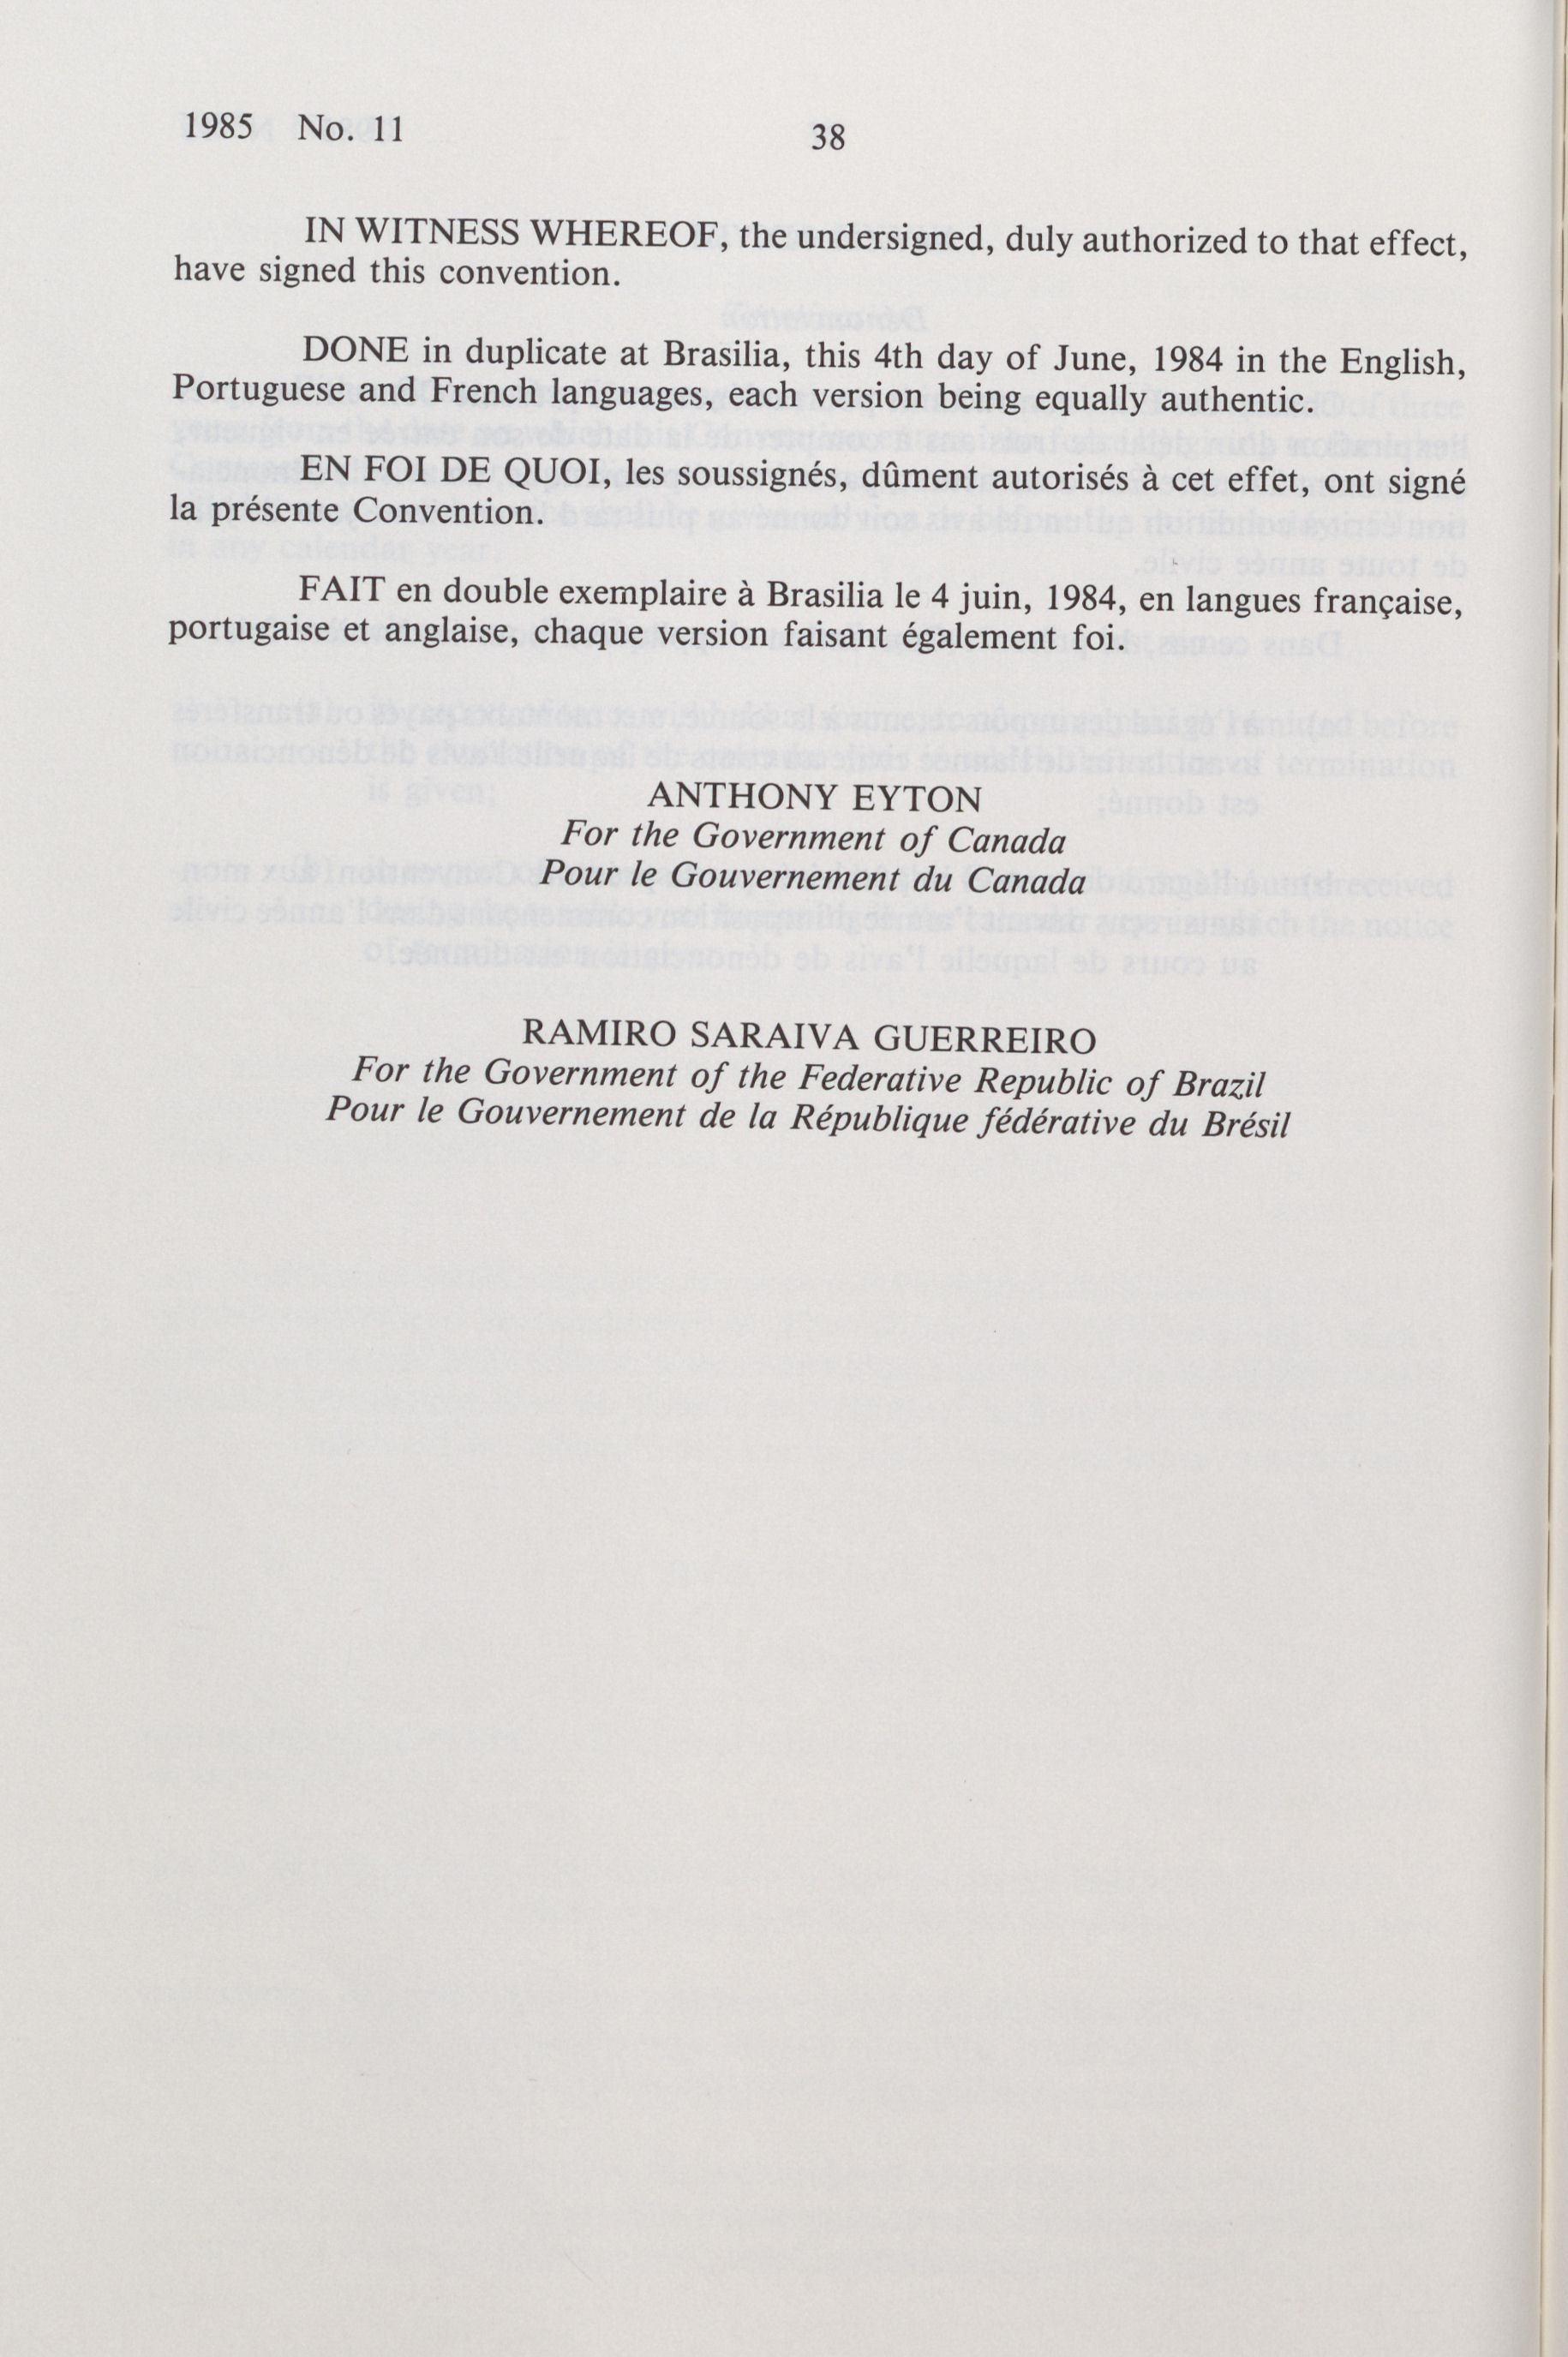 1985 No. 11
38
IN WITNESS WHEREOF, the undersigned, duly authorized to that effect,
have signed this convention.
DONE in duplicate at Brasilia, this 4th day of June, 1984 in the English,
Portuguese and French languages, each version being equally authentic.
EN FOI DE QUOI, les soussignés, dûment autorisés à cet effet, ont signé
la présente Convention.
FAIT en double exemplaire à Brasilia le 4 juin, 1984, en langues française,
portugaise et anglaise, chaque version faisant également foi.
ANTHONY EYTON
For the Government of Canada
Pour le Gouvernement du Canada
RAMIRO SARAIVA GUERREIRO
For the Government of the Federative Republic of Brazil
Pour le Gouvernement de la République fédérative du Brésil